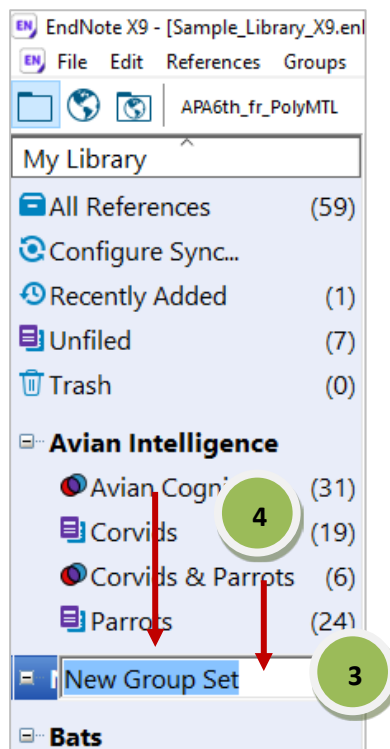 EndNote X9 - [Sample_Library_X9.enl
File Edit References Groups
APA6th_fr_PolyMTL
My Library
All References (59)
Configure Sync...
Recently Added (1)
Unfiled (7)
Trash (0)
Avian Intelligence
Avian Cogni (31)
4
Corvids (19)
Corvids & Parrots (6)
Parrots (24)
New Group Set
3
Bats